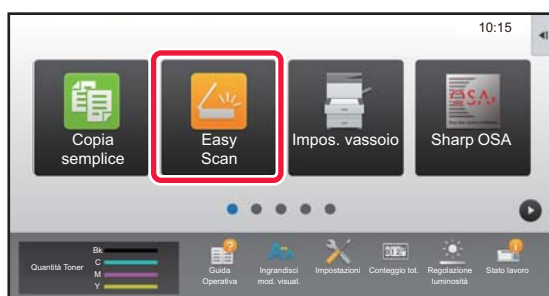 10:15
Copia
semplice
Easy
Scan
Impos. vassoio
OSA
Sharp OSA
Quantità Toner
Bk
C
M
Y
Guida
Operativa
Ingrandisci
mod. visual.
Impostazioni
Conteggio tot.
Regolazione
luminosità
Stato lavoro